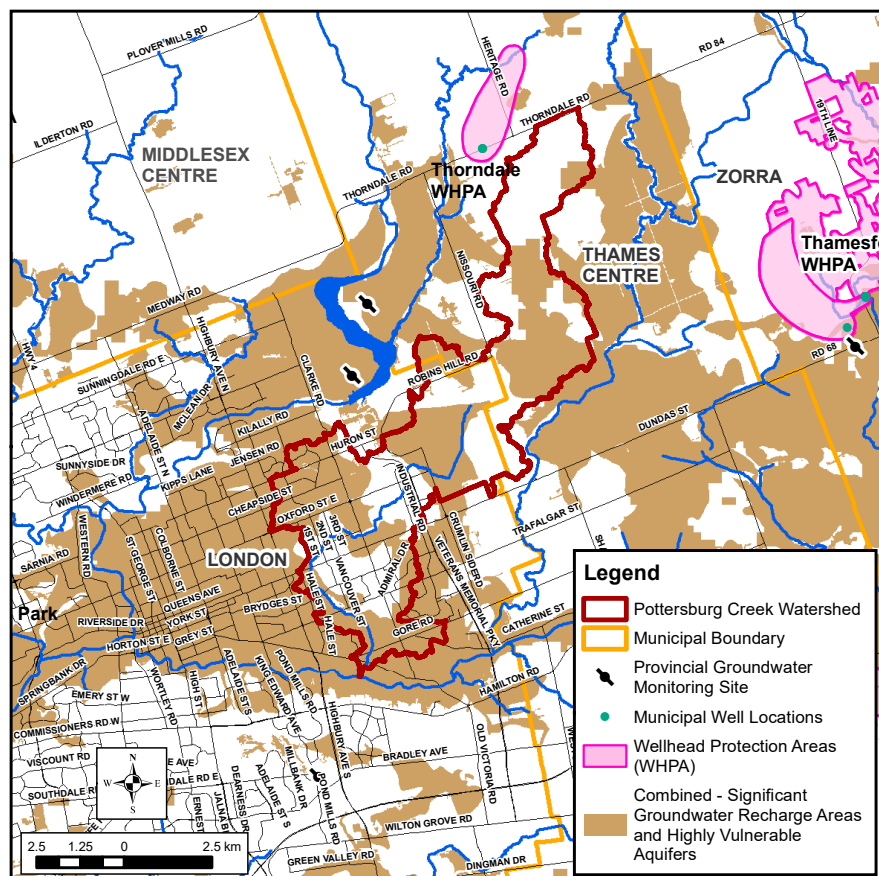 PLOVER MILLS RD
HERITAGE RD
RD 84
ILDERTON RD
THORNDALE RD
19TH LINE
MIDDLESEX
CENTRE
THORNDALE RD
Thorndale
WHPA
ZORRA
THAMES
CENTRE
NISSOURI RD
MEDWAY RD
HWY 4
HIGHBURY AVE N
CLARKE RD
SUNNINGDALE RD E
MCLEAN DR
ADELAIDE ST N
ROBINS HILL RD
RD 68
KILALLY RD
HURON ST
DUNDAS ST
SUNNYSIDE DR
JENSEN RD
KIPPS LANE
WINDERMERE RD
CHEAPSIDE ST
INDUSTRIAL RD
OXFORD ST E
WESTERN RD
3RD ST
2ND ST
1ST ST
CRUMLIN SIDERD
TRAFALGAR ST
COLBORNE ST
ST GEORGE ST
SARNIA RD
LONDON
VANCOUVER ST
ADMIRAL DR
VETERANS MEMORIAL PKY
HALE ST
Park
QUEENS AVE
BRYDGES ST
RIVERSIDE DR
YORK ST
GORE RD
CATHERINE ST
HORTON ST E
GREY ST
HALE ST
SPRINGBANK DR
ADELAIDE ST S
KING EDWARD AVE
POND MILLS RD
HAMILTON RD
EMERY ST W
WORTLEY RD
HIGH ST
COMMISSIONERS RD W
HIGHBURY AVE S
OLD VICTORIA RD
VISCOUNT RD
BRADLEY AVE
MILLBANK DR
POND MILLS RD
ADELAIDE ST S
DEARNESS DR
WILTON GROVE RD
GREEN VALLEY RD
DINGMAN DR
N
W E
S
2.5 1.25 0 2.5 km
Legend
Pottersburg Creek Watershed
Municipal Boundary
Provincial Groundwater
Monitoring Site
Municipal Well Locations
Wellhead Protection Areas
(WHPA)
Combined - Significant
Groundwater Recharge Areas
and Highly Vulnerable
Aquifers